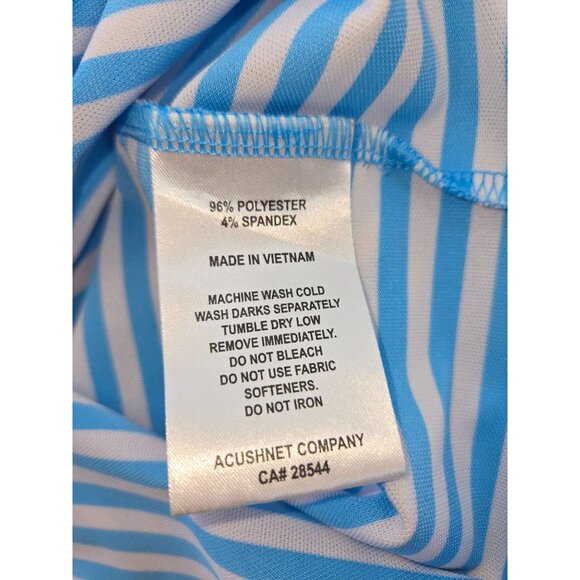 96% POLYESTER
4% SPANDEX
MADE IN VIETNAM
MACHINE WASH COLD
WASH DARKS SEPARATELY
TUMBLE DRY LOW
REMOVE IMMEDIATELY.
DO NOT BLEACH
DO NOT USE FABRIC
SOFTENERS.
DO NOT IRON
ACUSHNET COMPANY
CA# 28544